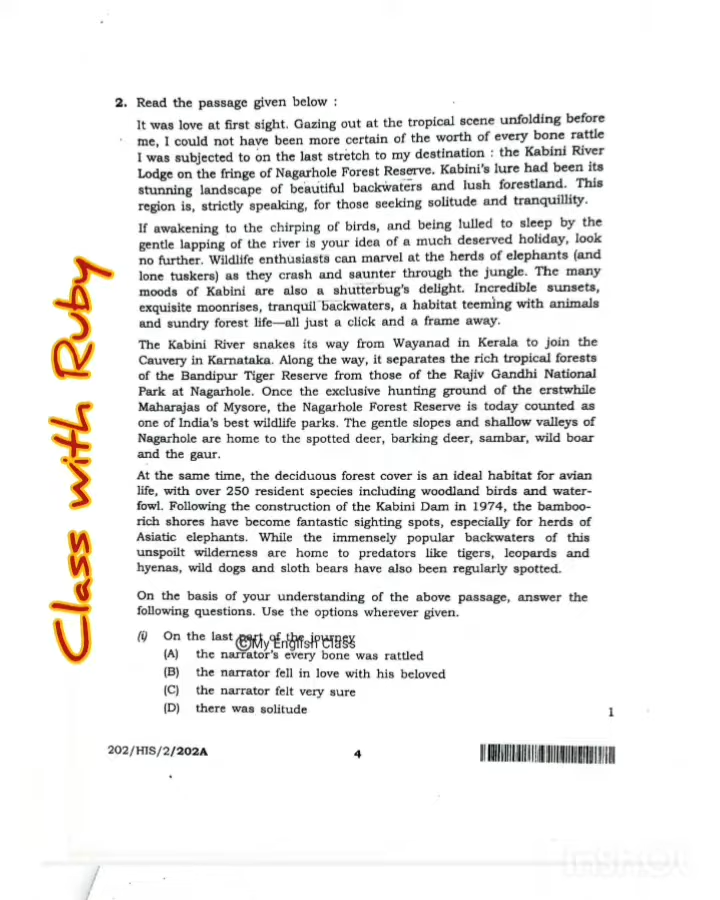 2. Read the passage given below :
It was love at first sight. Gazing out at the tropical scene unfolding before
me, I could not have been more certain of the worth of every bone rattle
I was subjected to on the last stretch to my destination : the Kabini River
Lodge on the fringe of Nagarhole Forest Reserve. Kabini's lure had been its
stunning landscape of beautiful backwaters and lush forestland. This
region is, strictly speaking, for those seeking solitude and tranquillity.
If awakening to the chirping of birds, and being lulled to sleep by the
gentle lapping of the river is your idea of a much deserved holiday, look
no further. Wildlife enthusiasts can marvel at the herds of elephants (and
lone tuskers) as they crash and saunter through the jungle. The many
moods of Kabini are also a shutterbug's delight. Incredible sunsets,
exquisite moonrises, tranquil backwaters, a habitat teeming with animals
and sundry forest life—all just a click and a frame away.
The Kabini River snakes its way from Wayanad in Kerala to join the
Cauvery in Karnataka. Along the way, it separates the rich tropical forests
of the Bandipur Tiger Reserve from those of the Rajiv Gandhi National
Park at Nagarhole. Once the exclusive hunting ground of the erstwhile
Maharajas of Mysore, the Nagarhole Forest Reserve is today counted as
one of India's best wildlife parks. The gentle slopes and shallow valleys of
Nagarhole are home to the spotted deer, barking deer, sambar, wild boar
and the gaur.
At the same time, the deciduous forest cover is an ideal habitat for avian
life, with over 250 resident species including woodland birds and water-
fowl. Following the construction of the Kabini Dam in 1974, the bamboo-
rich shores have become fantastic sighting spots, especially for herds of
Asiatic elephants. While the immensely popular backwaters of this
unspoilt wilderness are home to predators like tigers, leopards and
hyenas, wild dogs and sloth bears have also been regularly spotted.
On the basis of your understanding of the above passage, answer the
following questions. Use the options wherever given.
(i) On the last part of the journey
©My English Class
(A) the narrator's every bone was rattled
(B) the narrator fell in love with his beloved
(C) the narrator felt very sure
(D) there was solitude 1
202/HIS/2/202A 4
Class with Ruby
InShOt